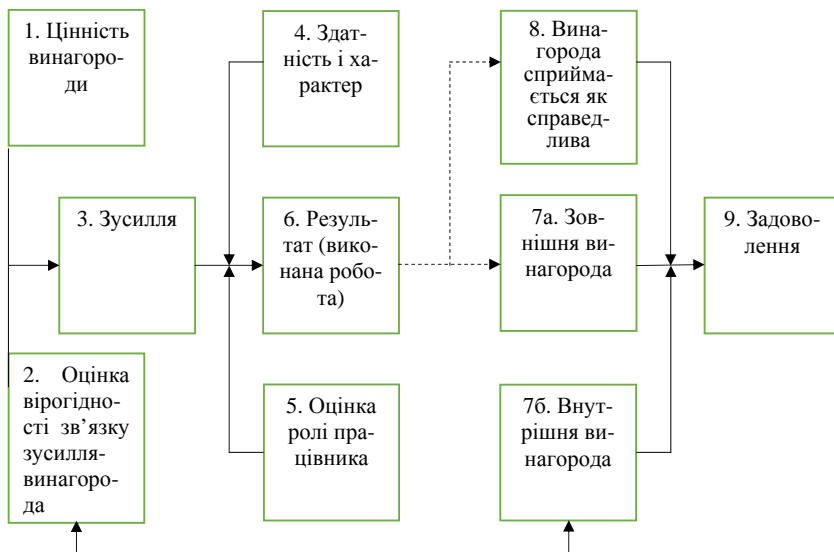 1. Цінність
винагоро-
ди
4. Здат-
ність і ха-
рактер
8. Вина-
города
сприйма-
ється як
справед-
лива
3. Зусилля
6. Резуль-
тат (вико-
нана робо-
та)
7а. Зов-
нішня ви-
нагорода
9. Задово-
лення
2. Оцінка
вірогідно-
сті зв’язку
зусилля-
винагоро-
да
5. Оцінка
ролі пра-
цівника
7б. Внут-
рішня ви-
нагорода